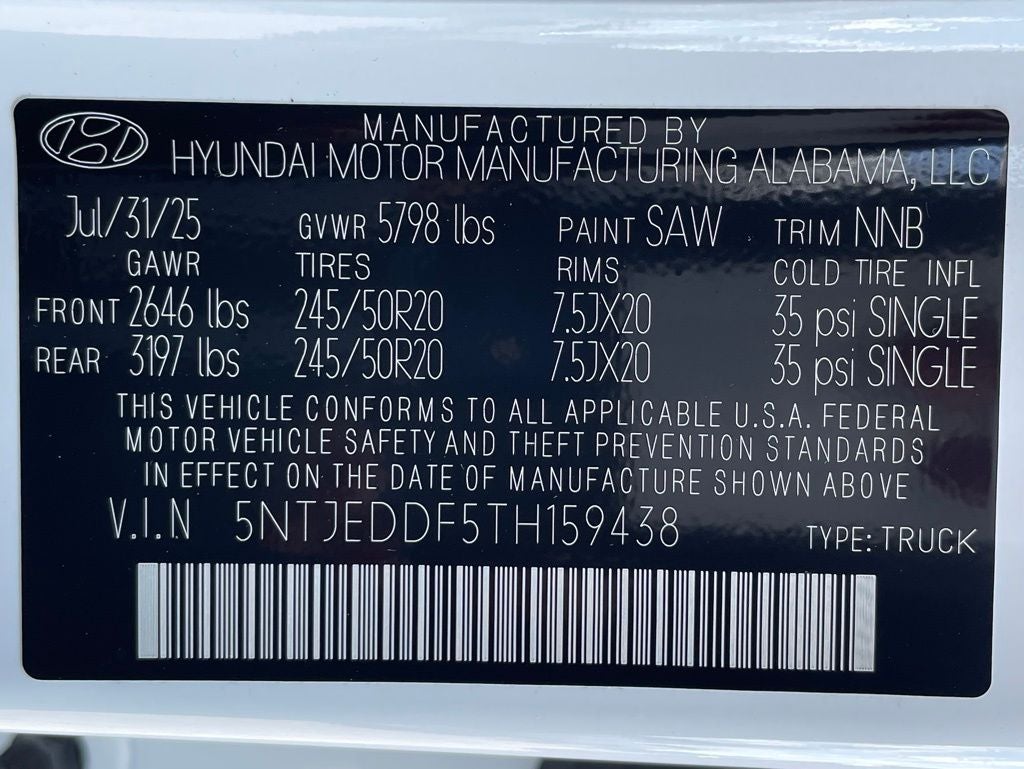 MANUFACTURED BY
HYUNDAI MOTOR MANUFACTURING ALABAMA, LLC
Jul/31/25 GVWR 5798 lbs PAINT SAW TRIM NNB
GAWR TIRES RIMS COLD TIRE INFL
FRONT 2646 lbs 245/50R20 7.5JX20 35 psi SINGLE
REAR 3197 lbs 245/50R20 7.5JX20 35 psi SINGLE
THIS VEHICLE CONFORMS TO ALL APPLICABLE U.S.A. FEDERAL
MOTOR VEHICLE SAFETY AND THEFT PREVENTION STANDARDS
IN EFFECT ON THE DATE OF MANUFACTURE SHOWN ABOVE
V.I.N 5NTJEDDF5TH159438 TYPE: TRUCK